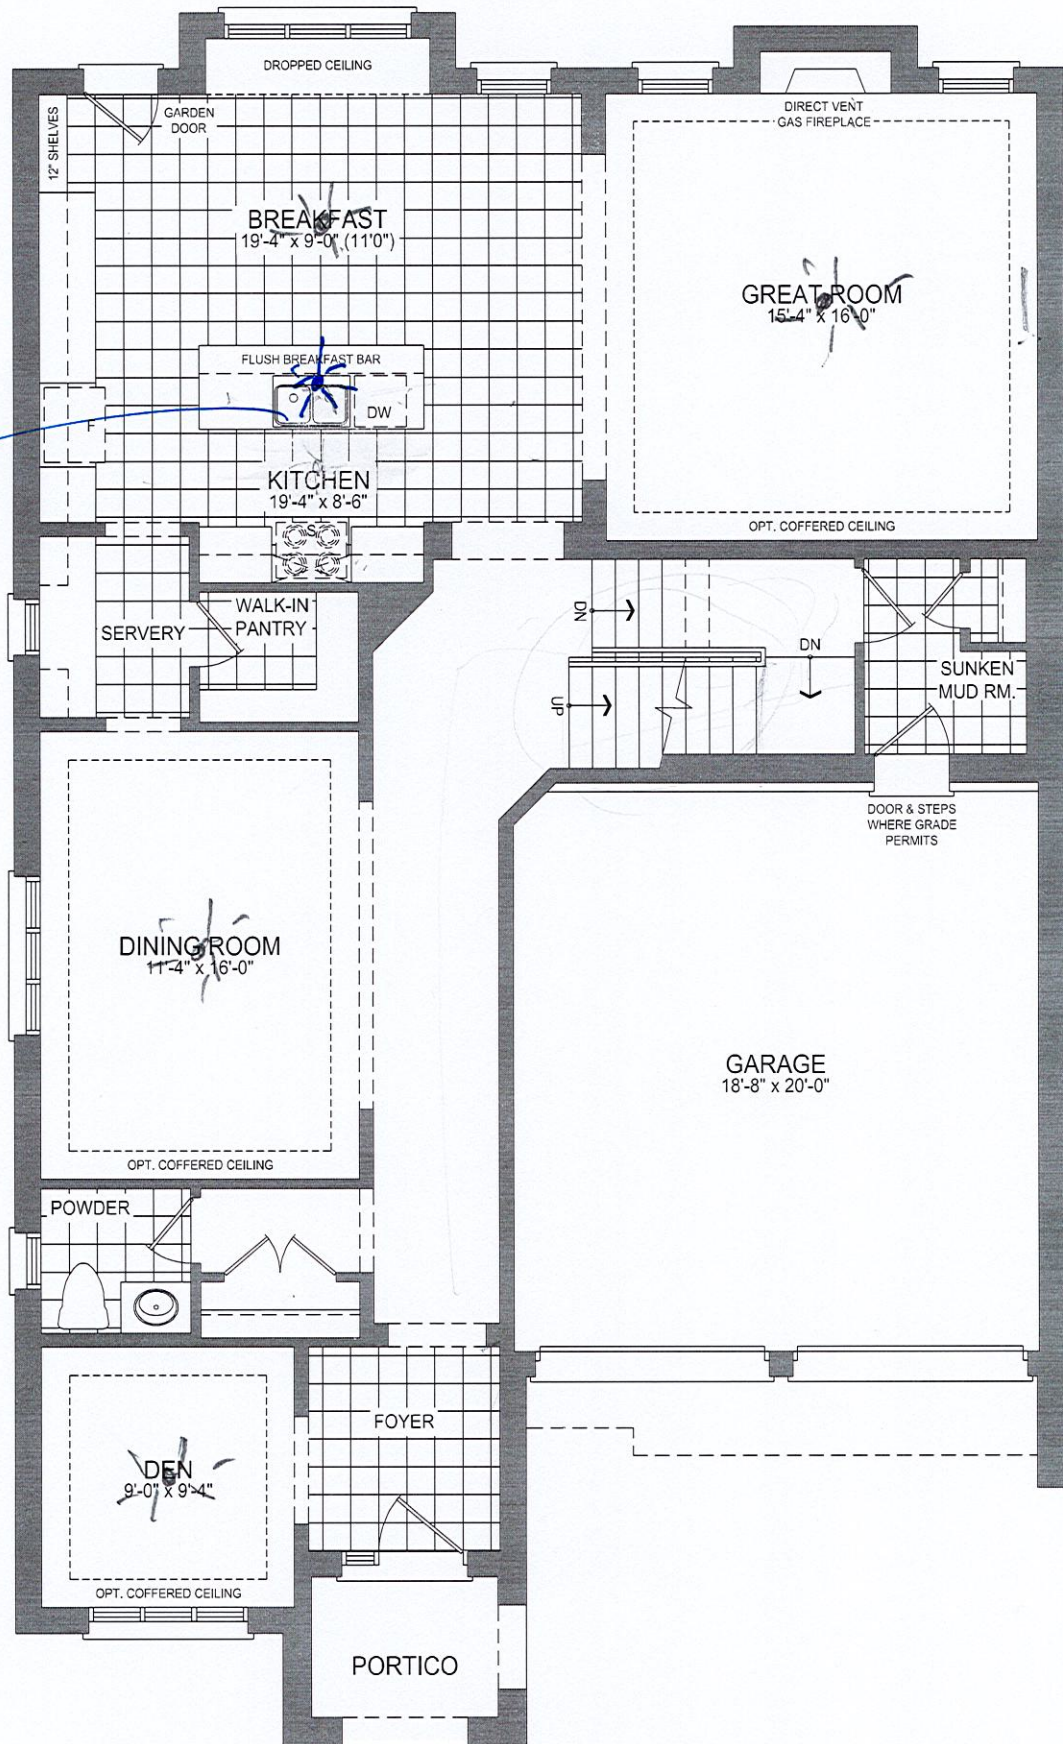 DROPPED CEILING
12" SHELVES
GARDEN
DOOR
DIRECT VENT
GAS FIREPLACE
BREAKFAST
19'-4" x 9'-0" (11'0")
GREAT ROOM
15'-4" x 16'-0"
FLUSH BREAKFAST BAR
DW
F
KITCHEN
19'-4" x 8'-6"
S
OPT. COFFERED CEILING
SERVERY
WALK-IN
PANTRY
DN
DN
UP
SUNKEN
MUD RM.
DOOR & STEPS
WHERE GRADE
PERMITS
DINING ROOM
11'-4" x 16'-0"
OPT. COFFERED CEILING
GARAGE
18'-8" x 20'-0"
POWDER
FOYER
DEN
9'-0" x 9'-4"
OPT. COFFERED CEILING
PORTICO